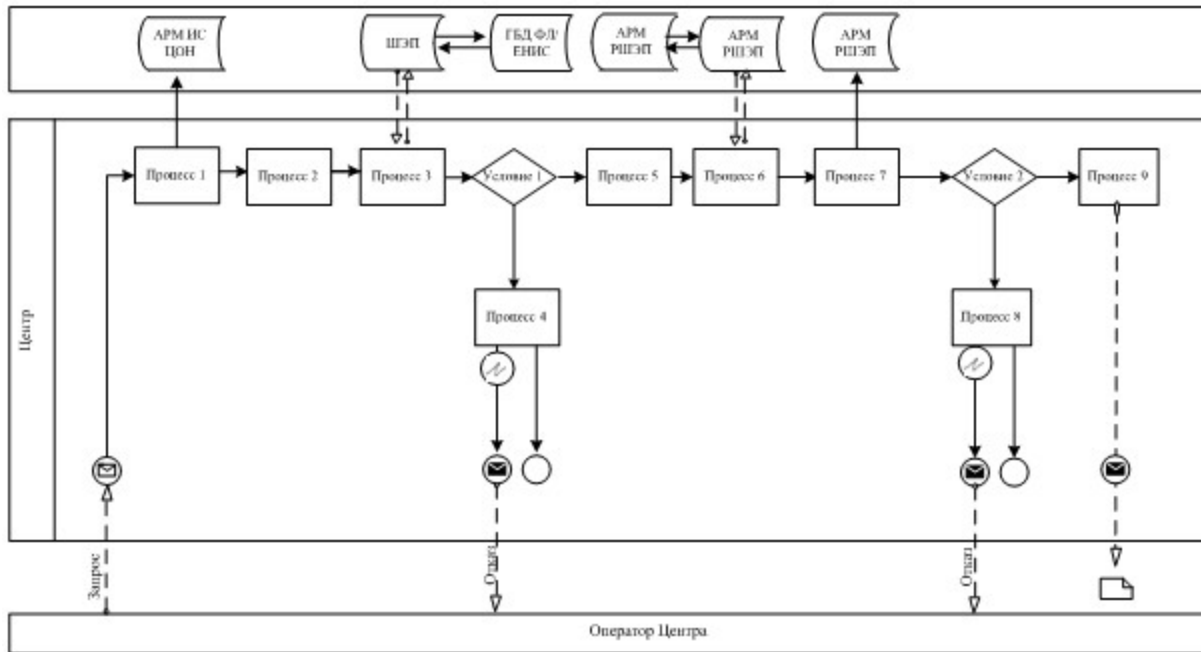 АРМ ИС
ЦОН
ШЭП
ГБД ФЛ/
ЕНИС
АРМ
РШЭП
АРМ
РШЭП
АРМ
РШЭП
Центр
Процесс 1
Процесс 2
Процесс 3
Условие 1
Процесс 5
Процесс 6
Процесс 7
Условие 2
Процесс 9
Процесс 4
Процесс 8
Запрос
Отказ
Отказ
Оператор Центра